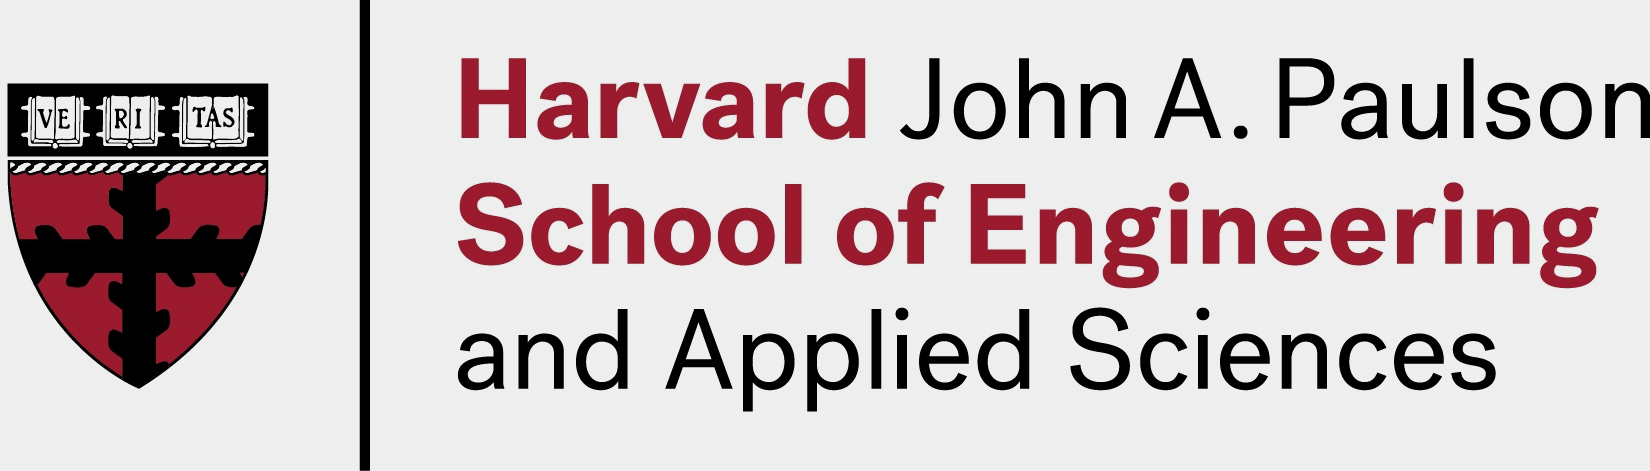 VE RI TAS
Harvard John A. Paulson
School of Engineering
and Applied Sciences